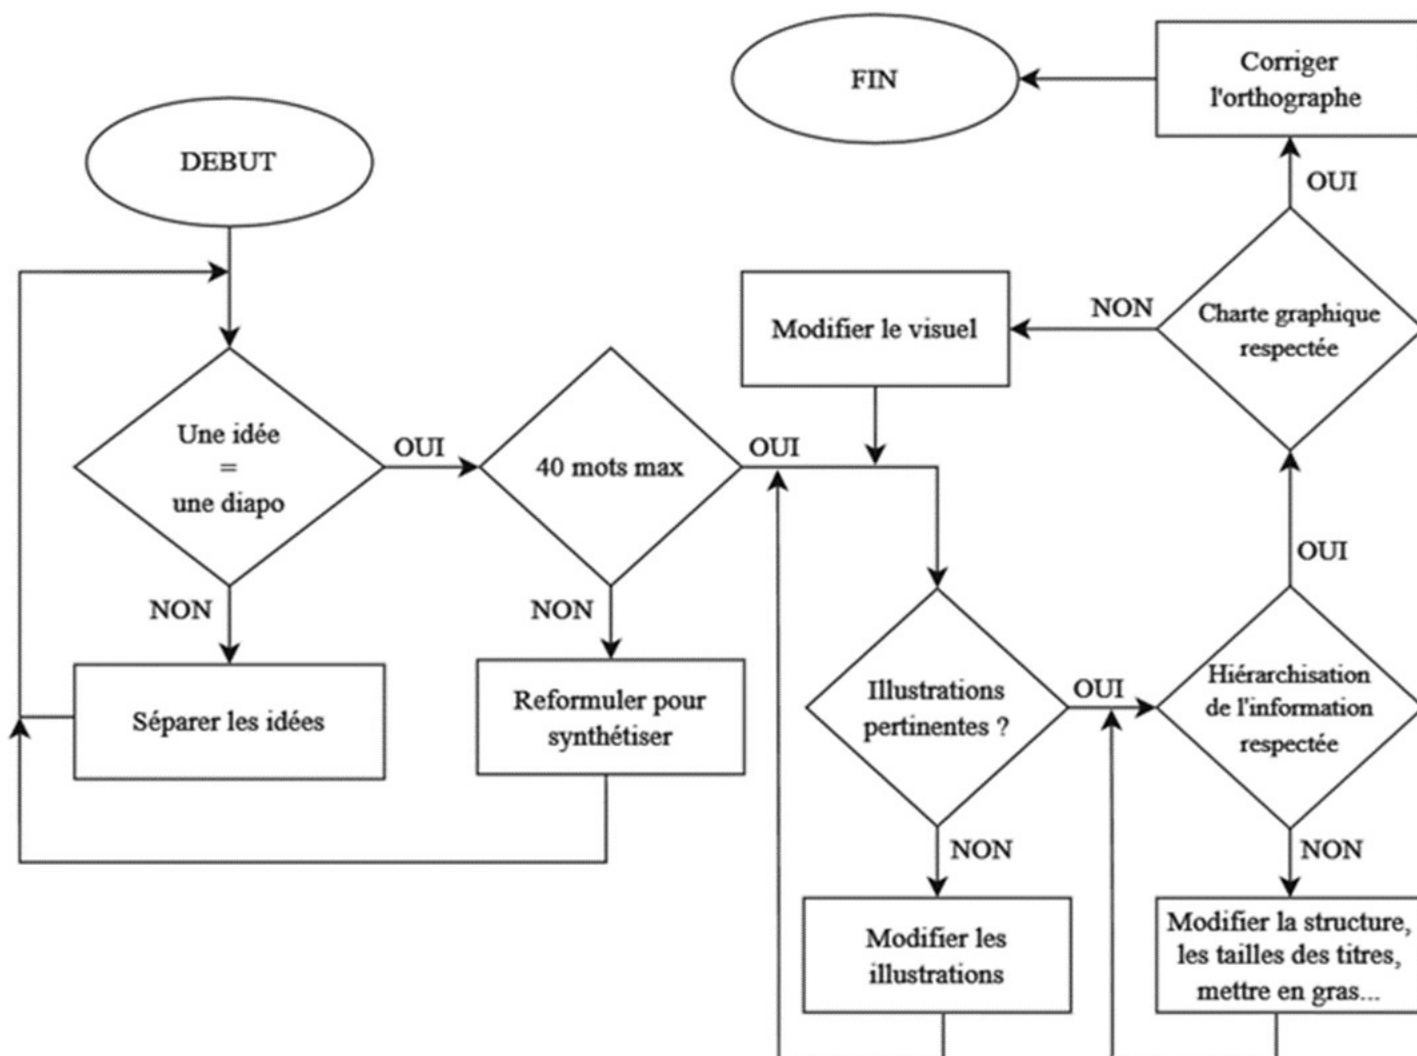 DEBUT
Une idée
=
une diapo
OUI
NON
Séparer les idées
40 mots max
OUI
NON
Reformuler pour
synthétiser
Illustrations
pertinentes ?
OUI
NON
Modifier les
illustrations
Hiérarchisation
de l'information
respectée
OUI
NON
Modifier la structure,
les tailles des titres,
mettre en gras...
Charte graphique
respectée
NON
Modifier le visuel
OUI
Corriger
l'orthographe
FIN